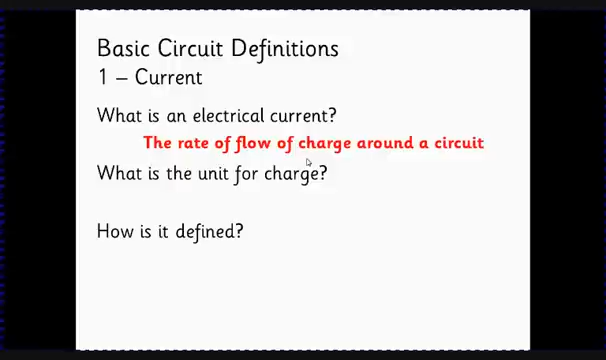 Basic Circuit Definitions
1 – Current
What is an electrical current?
The rate of flow of charge around a circuit
What is the unit for charge?
How is it defined?